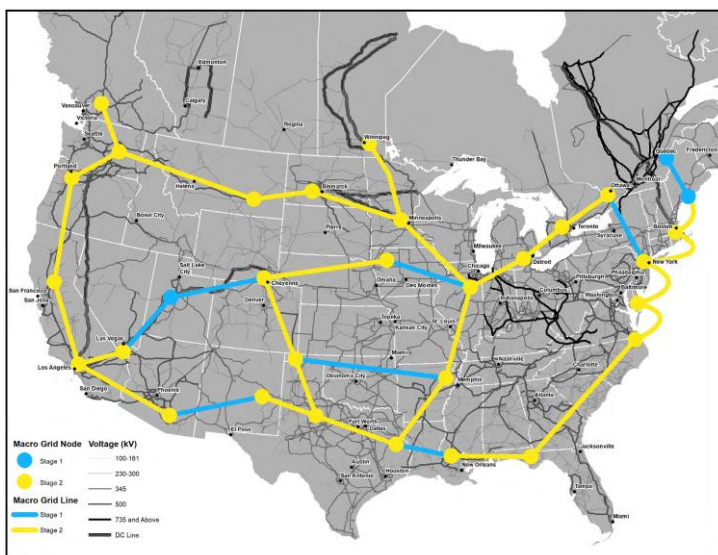 Edmonton
Calgary
Vancouver
Victoria
Seattle
Regina
Winnipeg
Thunder Bay
Quebec
Fredericton
Montreal
Ottawa
Portland
Helena
Bismarck
Minneapolis
Boise City
Pierre
Toronto
Syracuse
Boston
Milwaukee
Detroit
New York
Salt Lake
City
Cheyenne
Omaha
Des Moines
Chicago
Pittsburgh
Philadelphia
Baltimore
Washington
Columbus
Indianapolis
San Francisco
San Jose
Denver
Topeka
Kansas City
St. Louis
Las Vegas
Los Angeles
San Diego
Phoenix
Miami
Oklahoma City
Nashville
Memphis
Charlotte
Atlanta
El Paso
Fort Worth
Dallas
Austin
San Antonio
Houston
New Orleans
Jacksonville
Tampa
Miami
Macro Grid Node
Stage 1
Stage 2
Macro Grid Line
Stage 1
Stage 2
Voltage (kV)
100-161
230-300
345
500
735 and Above
DC Line